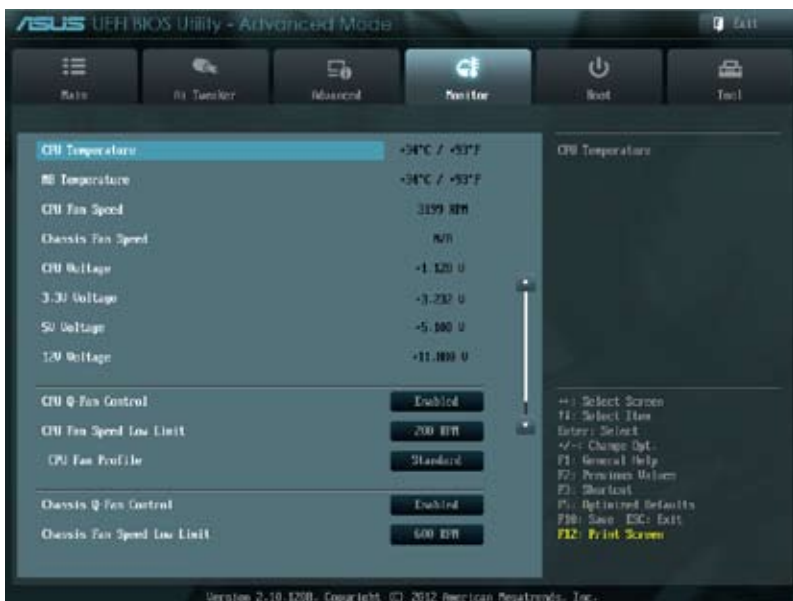 ASUS UEFI BIOS Utility - Advanced Mode
Exit
Main
Ai Tweaker
Advanced
Monitor
Boot
Tool
CPU Temperature +34°C / +93°F
CPU Temperature
MB Temperature +34°C / +93°F
CPU Fan Speed 3199 RPM
Chassis Fan Speed N/A
CPU Voltage +1.120 V
3.3V Voltage +3.232 V
5V Voltage +5.100 V
12V Voltage
CPU Q-Fan Control Enabled
CPU Fan Speed Low Limit 200 RPM
CPU Fan Profile Standard
Chassis Q-Fan Control Enabled
Chassis Fan Speed Low Limit 600 RPM
Select Screen
Select Item
Enter: Select
+/-: Change Opt.
F1: General Help
F2: Previous Values
F3: Shortcut
Optimized Defaults
F10: Save ESC: Exit
F12: Print Screen
Version 2.10.1208. Copyright (C) 2012 American Megatrends, Inc.